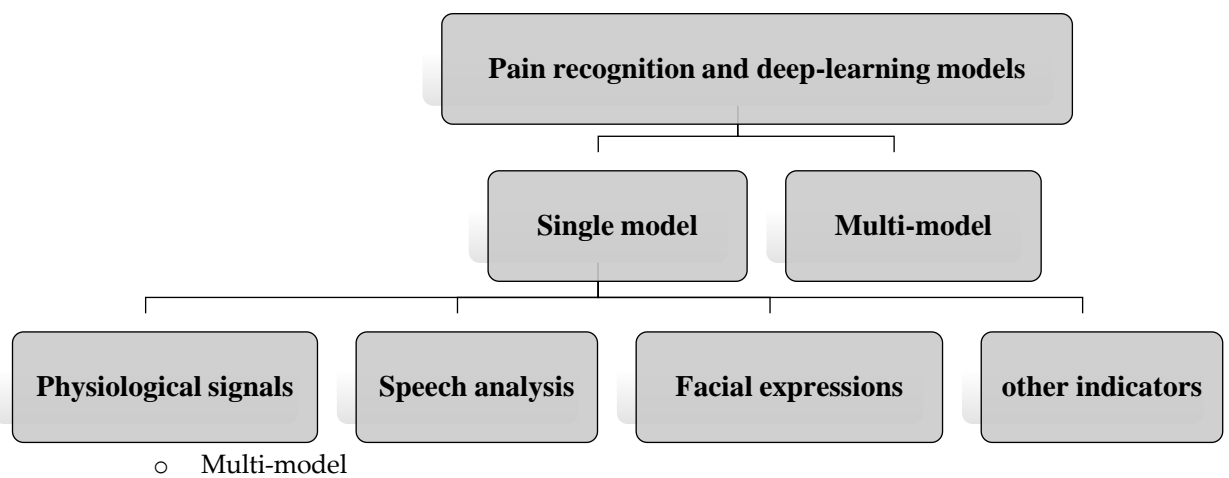 Pain recognition and deep-learning models
Single model
Multi-model
Physiological signals
Speech analysis
Facial expressions
other indicators
o Multi-model